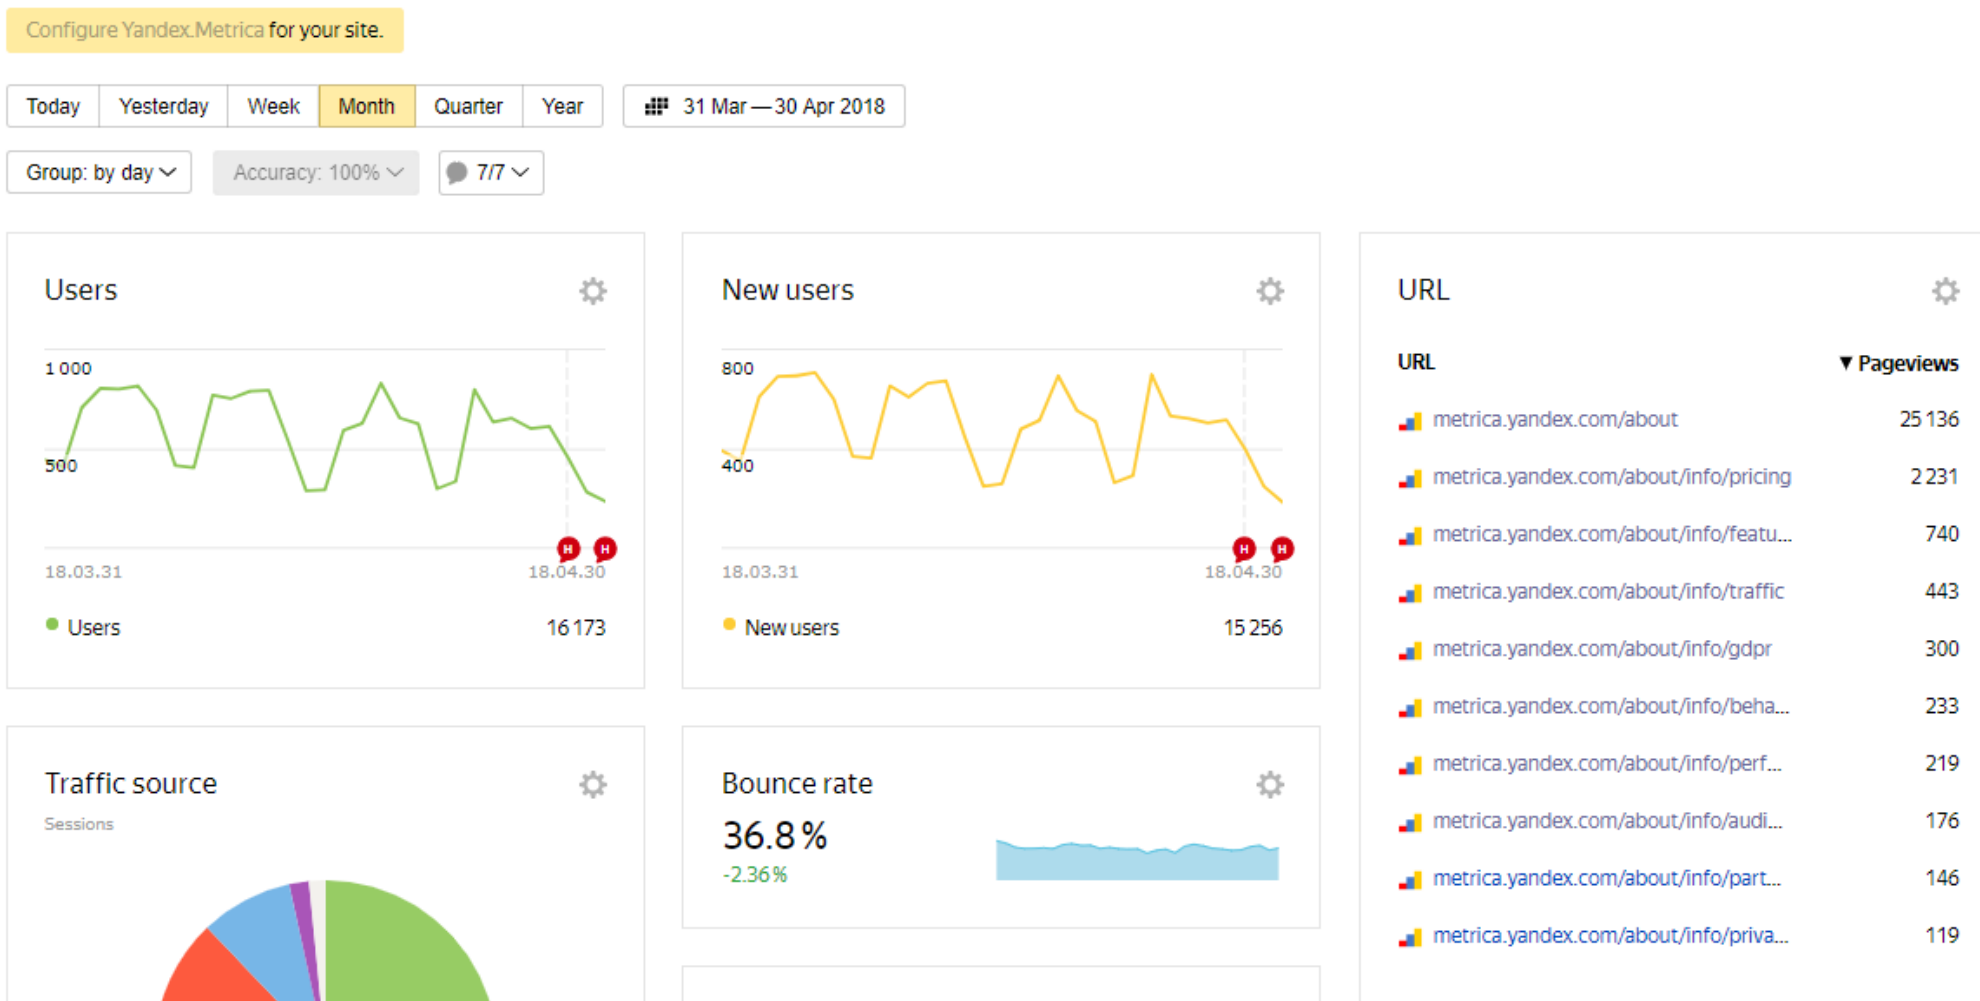 Configure Yandex.Metrica for your site.
Today Yesterday Week Month Quarter Year 31 Mar — 30 Apr 2018
Group: by day Accuracy: 100% 7/7
Users
1 000
500
H H
18.03.31 18.04.30
Users 16 173
New users
800
400
H H
18.03.31 18.04.30
New users 15 256
URL
URL ▼ Pageviews
metrica.yandex.com/about 25 136
metrica.yandex.com/about/info/pricing 2 231
metrica.yandex.com/about/info/featu... 740
metrica.yandex.com/about/info/traffic 443
metrica.yandex.com/about/info/gdpr 300
metrica.yandex.com/about/info/beha... 233
metrica.yandex.com/about/info/perf... 219
metrica.yandex.com/about/info/audi... 176
metrica.yandex.com/about/info/part... 146
metrica.yandex.com/about/info/priva... 119
Traffic source
Sessions
Bounce rate
36.8 %
-2.36 %